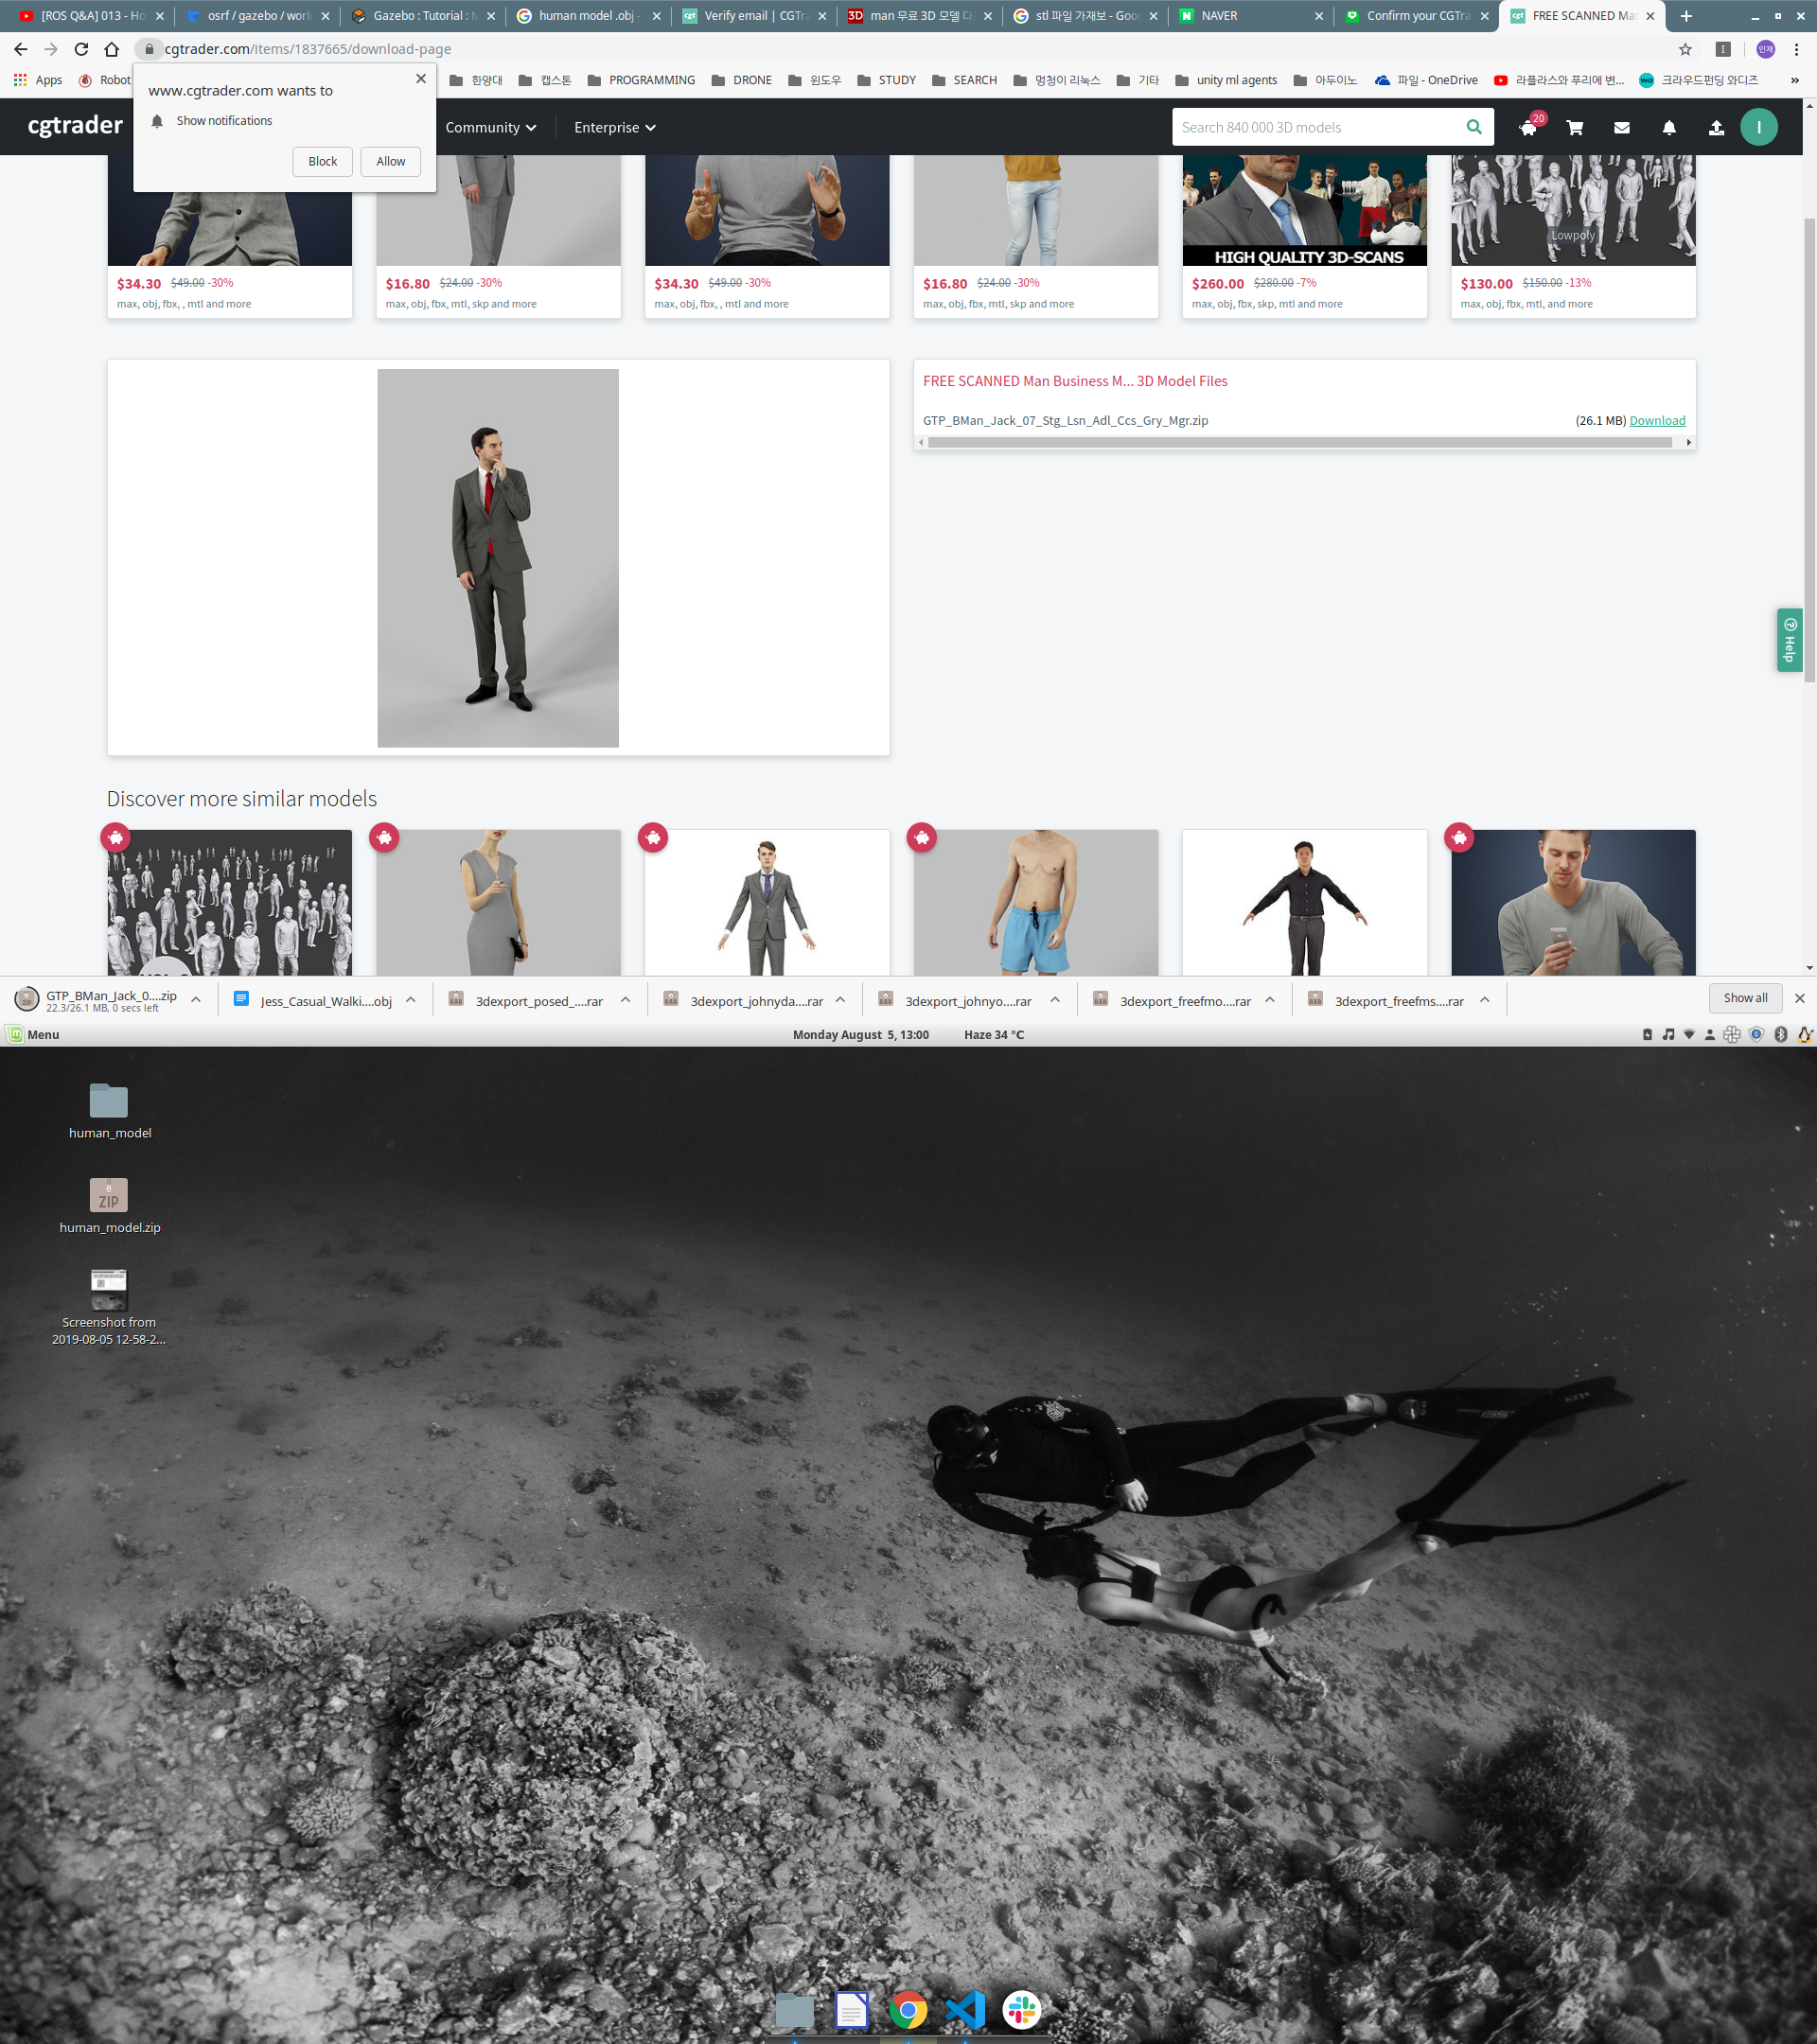 [ROS Q&A] 013 - Ho
osrf / gazebo / worl
Gazebo : Tutorial : M
human model .obj -
Verify email | CGTra
man 무료 3D 모델 다
stl 파일 가져보 - Goo
NAVER
Confirm your CGTra
FREE SCANNED Ma
cgtrader.com/items/1837665/download-page
인재
Apps
Robot
한양대
캡스톤
PROGRAMMING
DRONE
윈도우
STUDY
SEARCH
멍청이 리눅스
기타
unity ml agents
아두이노
파일 - OneDrive
라플라스와 푸리에 변...
크라우드펀딩 와디즈
»
www.cgtrader.com wants to
Show notifications
Block
Allow
cgtrader
Community
Enterprise
Search 840 000 3D models
20
I
HIGH QUALITY 3D-SCANS
Lowpoly
$34.30 $49.00 -30%
max, obj, fbx, , mtl and more
$16.80 $24.00 -30%
max, obj, fbx, mtl, skp and more
$34.30 $49.00 -30%
max, obj, fbx, , mtl and more
$16.80 $24.00 -30%
max, obj, fbx, mtl, skp and more
$260.00 $280.00 -7%
max, obj, fbx, skp, mtl and more
$130.00 $150.00 -13%
max, obj, fbx, mtl, and more
FREE SCANNED Man Business M... 3D Model Files
GTP_BMan_Jack_07_Stg_Lsn_Adl_Ccs_Gry_Mgr.zip (26.1 MB) Download
Help
Discover more similar models
GTP_BMan_Jack_0....zip
22.3/26.1 MB, 0 secs left
Jess_Casual_Walki....obj
3dexport_posed_....rar
3dexport_johnyda....rar
3dexport_johnyo....rar
3dexport_freefmo....rar
3dexport_freefms....rar
Show all
Menu
Monday August 5, 13:00
Haze 34 °C
human_model
ZIP
human_model.zip
Screenshot from
2019-08-05 12-58-2...